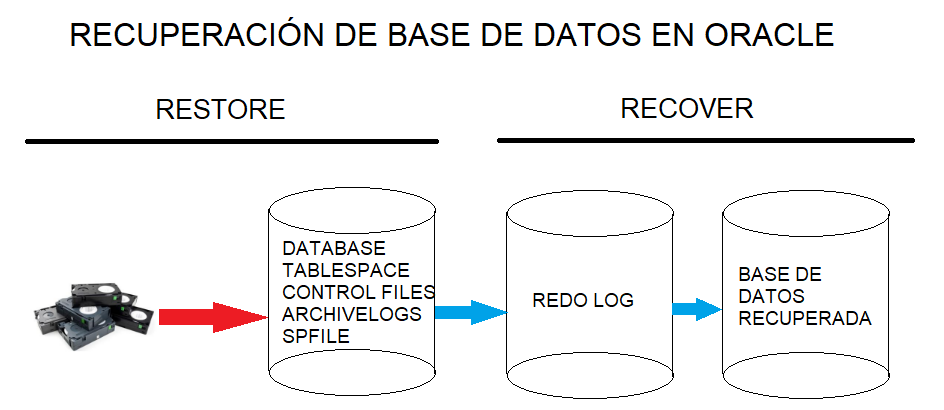 RECUPERACIÓN DE BASE DE DATOS EN ORACLE
RESTORE
RECOVER
DATABASE
TABLESPACE
CONTROL FILES
ARCHIVELOGS
SPFILE
REDO LOG
BASE DE
DATOS
RECUPERADA